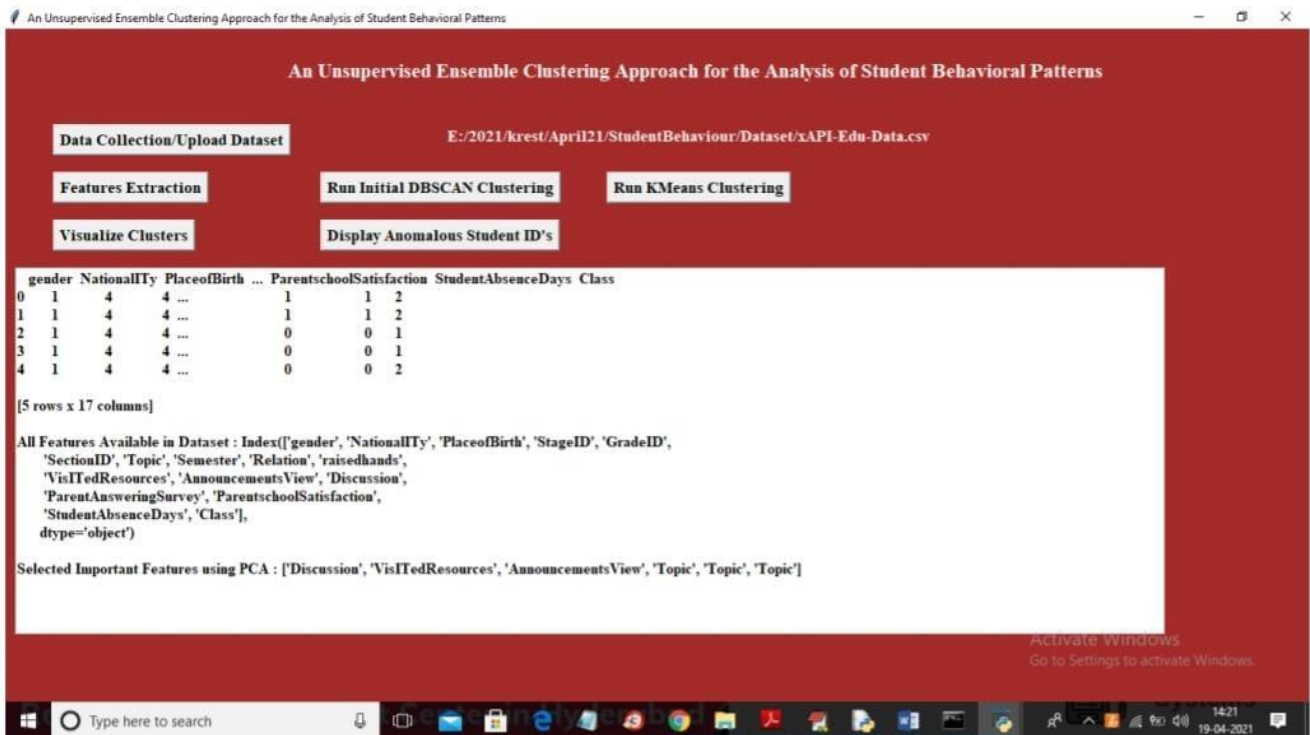 An Unsupervised Ensemble Clustering Approach for the Analysis of Student Behavioral Patterns
An Unsupervised Ensemble Clustering Approach for the Analysis of Student Behavioral Patterns
Data Collection/Upload Dataset
E:/2021/krest/April21/StudentBehaviour/Dataset/xAPI-Edu-Data.csv
Features Extraction
Run Initial DBSCAN Clustering
Run KMeans Clustering
Visualize Clusters
Display Anomalous Student ID's
gender NationalITy PlaceofBirth ... ParentschoolSatisfaction StudentAbsenceDays Class
0 1 4 4 ... 1 1 2
1 1 4 4 ... 1 1 2
2 1 4 4 ... 0 0 1
3 1 4 4 ... 0 0 1
4 1 4 4 ... 0 0 2
[5 rows x 17 columns]
All Features Available in Dataset : Index(['gender', 'NationalITy', 'PlaceofBirth', 'StageID', 'GradeID',
'SectionID', 'Topic', 'Semester', 'Relation', 'raisedhands',
'VisITedResources', 'AnnouncementsView', 'Discussion',
'ParentAnsweringSurvey', 'ParentschoolSatisfaction',
'StudentAbsenceDays', 'Class'],
dtype='object')
Selected Important Features using PCA : ['Discussion', 'VisITedResources', 'AnnouncementsView', 'Topic', 'Topic', 'Topic']
Activate Windows
Go to Settings to activate Windows.
Type here to search
14:21
19-04-2021